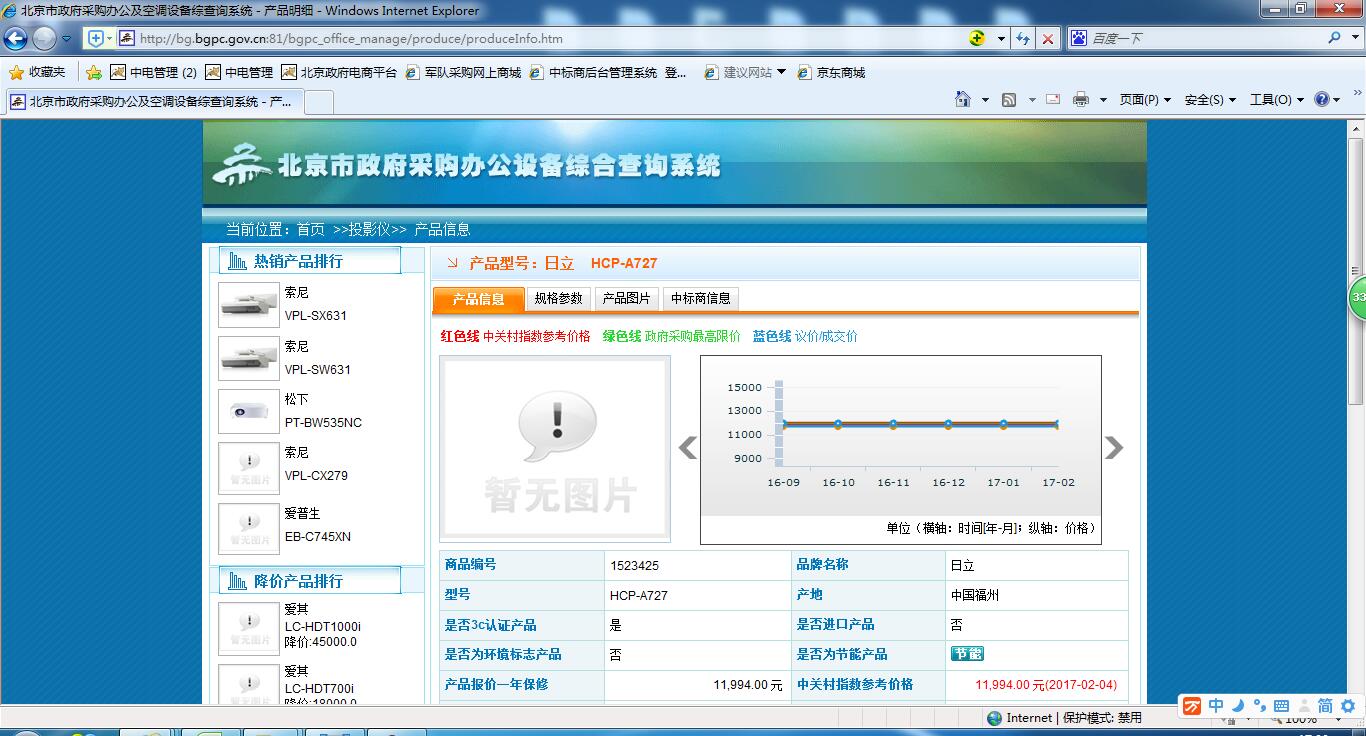 北京市政府采购办公及空调设备综查询系统 - 产品明细 - Windows Internet Explorer
http://bg.bgpc.gov.cn:81/bgpc_office_manage/produce/produceInfo.htm
百度一下
收藏夹 中电管理 (2) 中电管理 北京政府电商平台 军队采购网上商城 中标商后台管理系统 登... 建议网站 京东商城
北京市政府采购办公及空调设备综查询系统 - 产...
页面(P) 安全(S) 工具(O)
北京市政府采购办公设备综合查询系统
当前位置：首页 >>投影仪>> 产品信息
热销产品排行
索尼
VPL-SX631
索尼
VPL-SW631
松下
PT-BW535NC
暂无图片
索尼
VPL-CX279
暂无图片
爱普生
EB-C745XN
降价产品排行
暂无图片
爱其
LC-HDT1000i
降价:45000.0
爱其
LC-HDT700i
降价:18000.0
产品型号：日立 HCP-A727
产品信息 规格参数 产品图片 中标商信息
红色线 中关村指数参考价格 绿色线 政府采购最高限价 蓝色线 议价/成交价
暂无图片
15000
13000
11000
9000
16-09 16-10 16-11 16-12 17-01 17-02
单位（横轴：时间[年-月]；纵轴：价格）
商品编号 1523425 品牌名称 日立
型号 HCP-A727 产地 中国福州
是否3c认证产品 是 是否进口产品 否
是否为环境标志产品 否 是否为节能产品 节能
产品报价一年保修 11,994.00 元 中关村指数参考价格 11,994.00 元(2017-02-04)
33
中 简
Internet | 保护模式: 禁用
100%